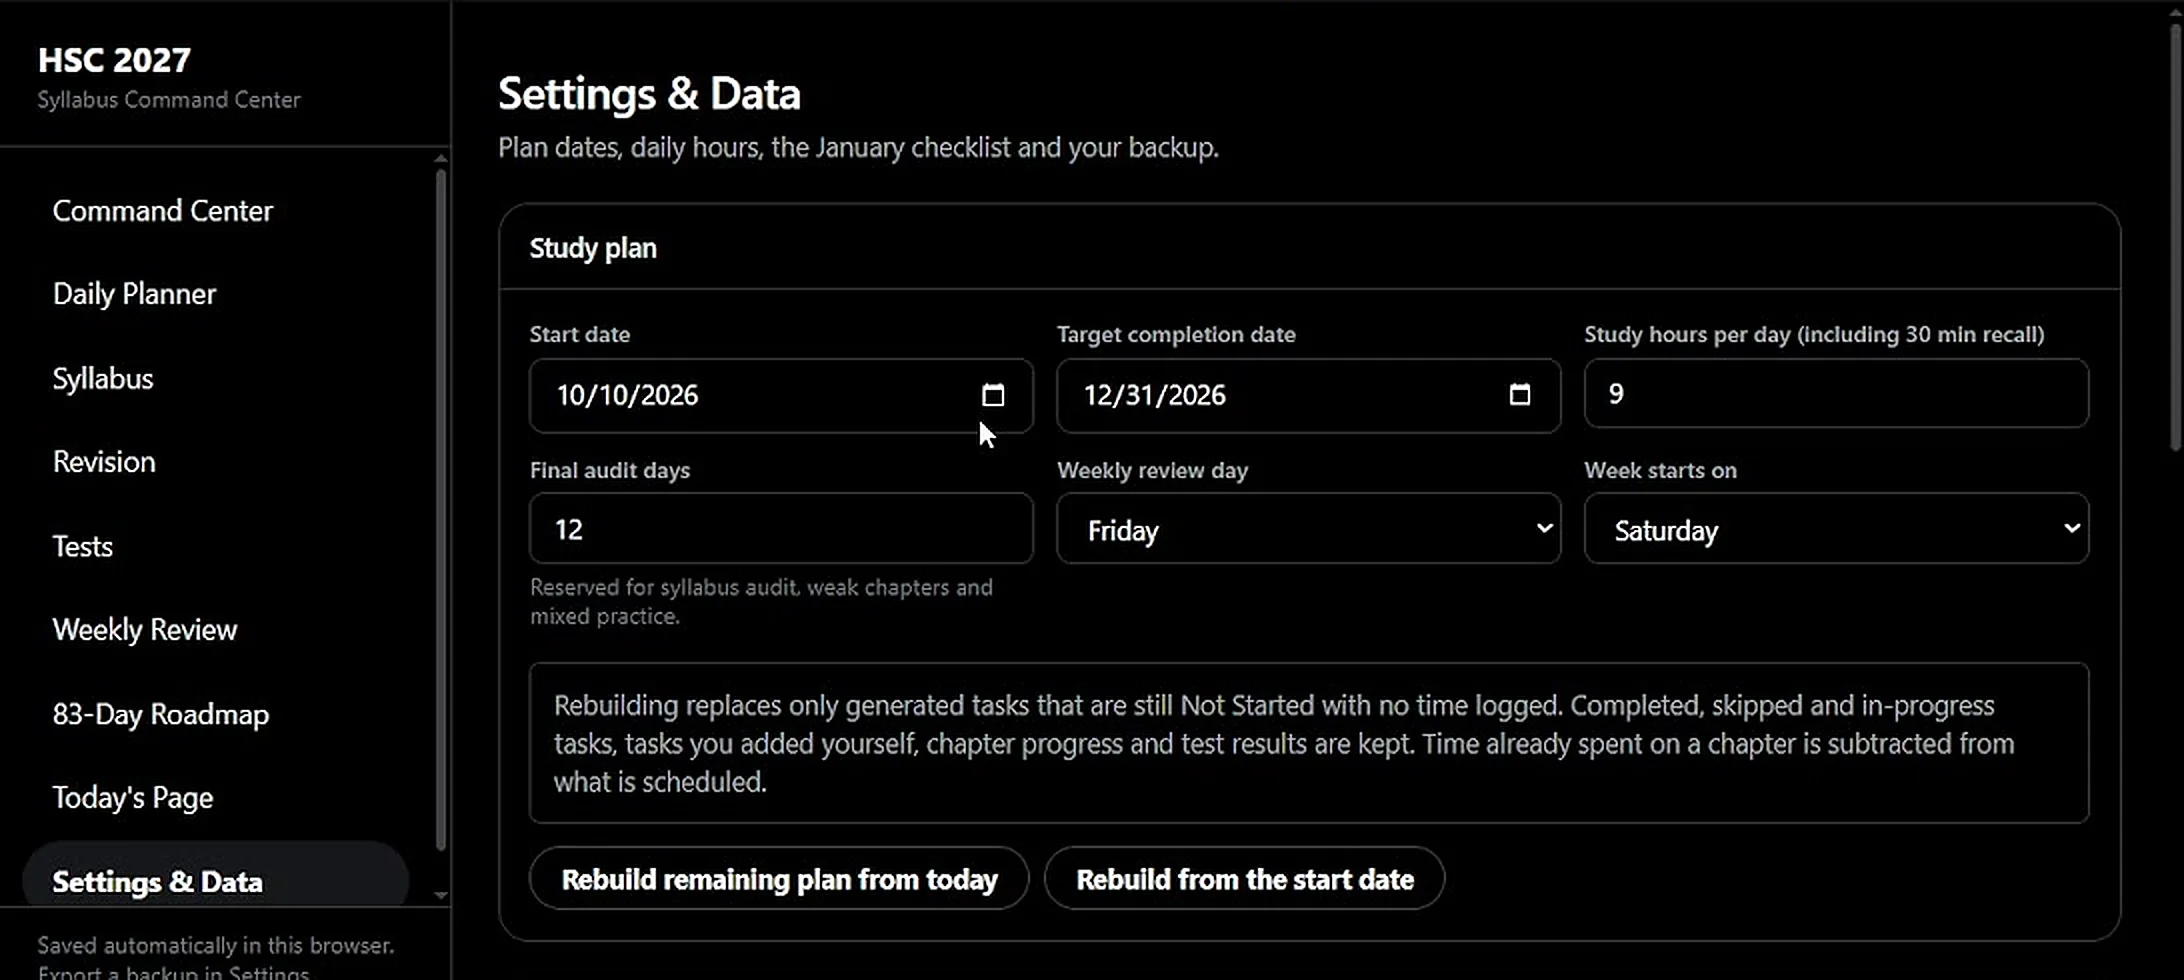 HSC 2027
Syllabus Command Center
Command Center
Daily Planner
Syllabus
Revision
Tests
Weekly Review
83-Day Roadmap
Today's Page
Settings & Data
Saved automatically in this browser.
Export a backup in Settings.
Settings & Data
Plan dates, daily hours, the January checklist and your backup.
Study plan
Start date
10/10/2026
Target completion date
12/31/2026
Study hours per day (including 30 min recall)
9
Final audit days
12
Reserved for syllabus audit, weak chapters and
mixed practice.
Weekly review day
Friday
Week starts on
Saturday
Rebuilding replaces only generated tasks that are still Not Started with no time logged. Completed, skipped and in-progress
tasks, tasks you added yourself, chapter progress and test results are kept. Time already spent on a chapter is subtracted from
what is scheduled.
Rebuild remaining plan from today
Rebuild from the start date